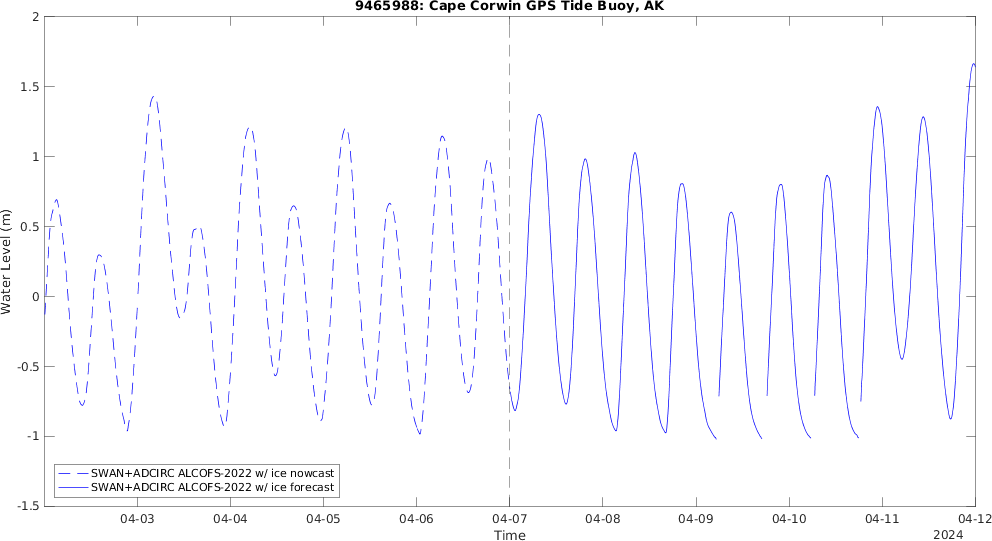 9465988: Cape Corwin GPS Tide Buoy, AK
2
1.5
1
0.5
0
-0.5
-1
-1.5
Water Level (m)
SWAN+ADCIRC ALCOFS-2022 w/ ice nowcast
SWAN+ADCIRC ALCOFS-2022 w/ ice forecast
04-03 04-04 04-05 04-06 04-07 04-08 04-09 04-10 04-11 04-12
Time
2024